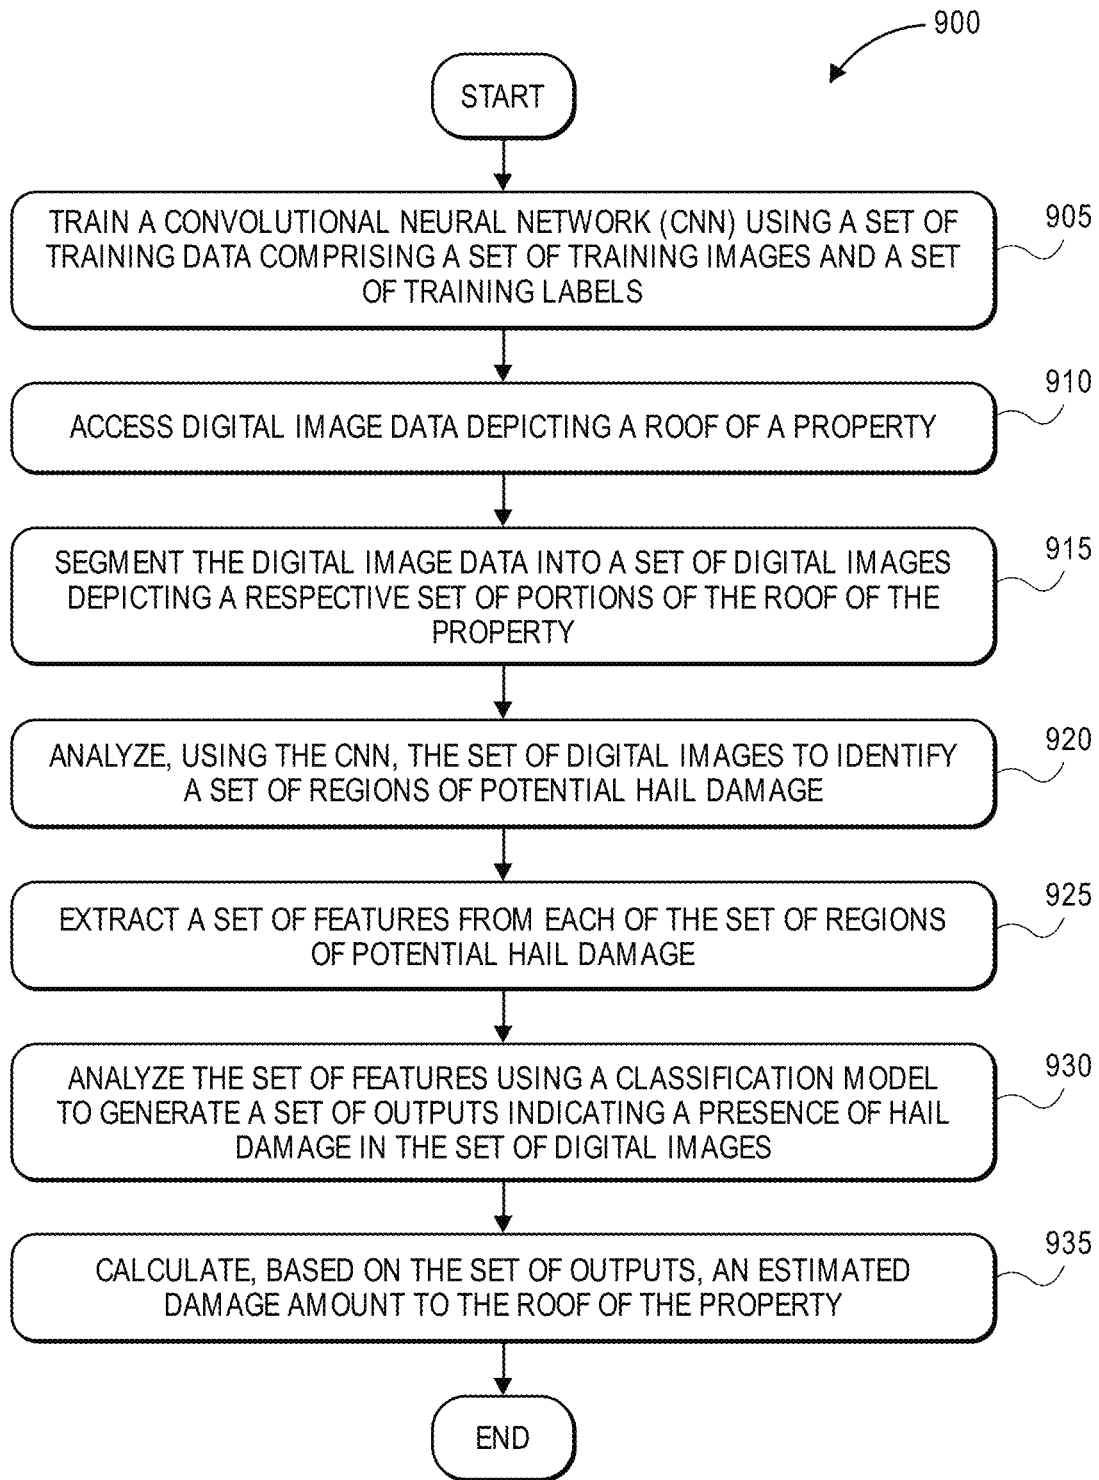 900
START
TRAIN A CONVOLUTIONAL NEURAL NETWORK (CNN) USING A SET OF
TRAINING DATA COMPRISING A SET OF TRAINING IMAGES AND A SET
OF TRAINING LABELS
905
ACCESS DIGITAL IMAGE DATA DEPICTING A ROOF OF A PROPERTY
910
SEGMENT THE DIGITAL IMAGE DATA INTO A SET OF DIGITAL IMAGES
DEPICTING A RESPECTIVE SET OF PORTIONS OF THE ROOF OF THE
PROPERTY
915
ANALYZE, USING THE CNN, THE SET OF DIGITAL IMAGES TO IDENTIFY
A SET OF REGIONS OF POTENTIAL HAIL DAMAGE
920
EXTRACT A SET OF FEATURES FROM EACH OF THE SET OF REGIONS
OF POTENTIAL HAIL DAMAGE
925
ANALYZE THE SET OF FEATURES USING A CLASSIFICATION MODEL
TO GENERATE A SET OF OUTPUTS INDICATING A PRESENCE OF HAIL
DAMAGE IN THE SET OF DIGITAL IMAGES
930
CALCULATE, BASED ON THE SET OF OUTPUTS, AN ESTIMATED
DAMAGE AMOUNT TO THE ROOF OF THE PROPERTY
935
END